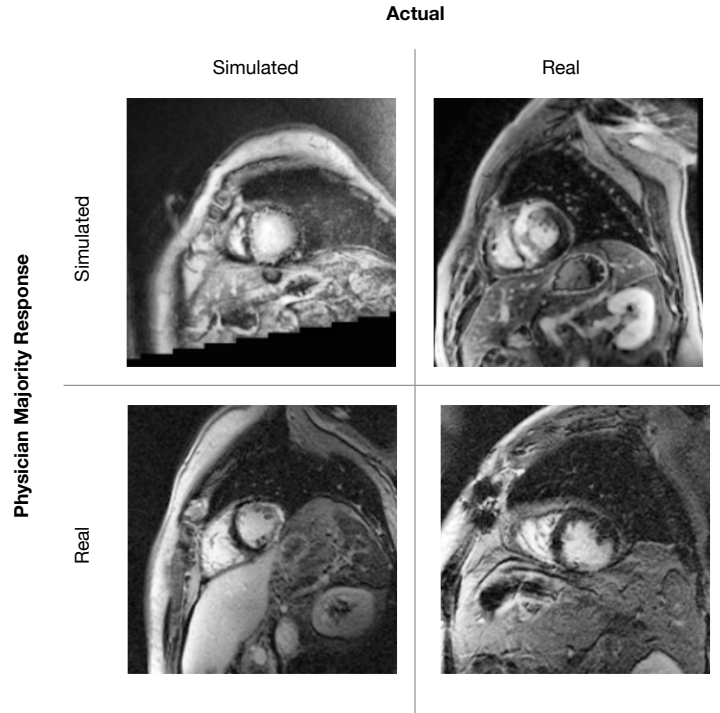 Actual
Simulated
Real
Physician Majority Response
Simulated
Real